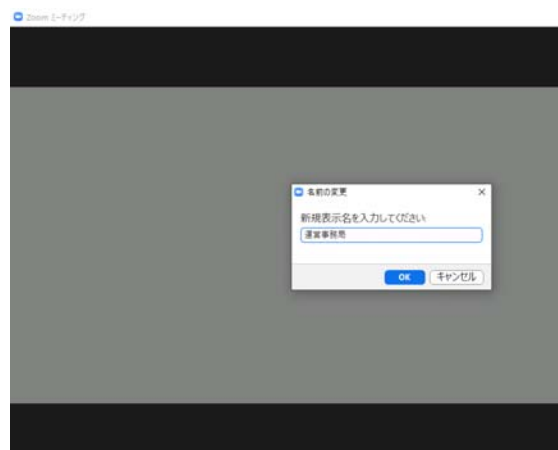 Zoom ミーティング
名前の変更
新規表示名を入力してください:
運営事務局
OK
キャンセル